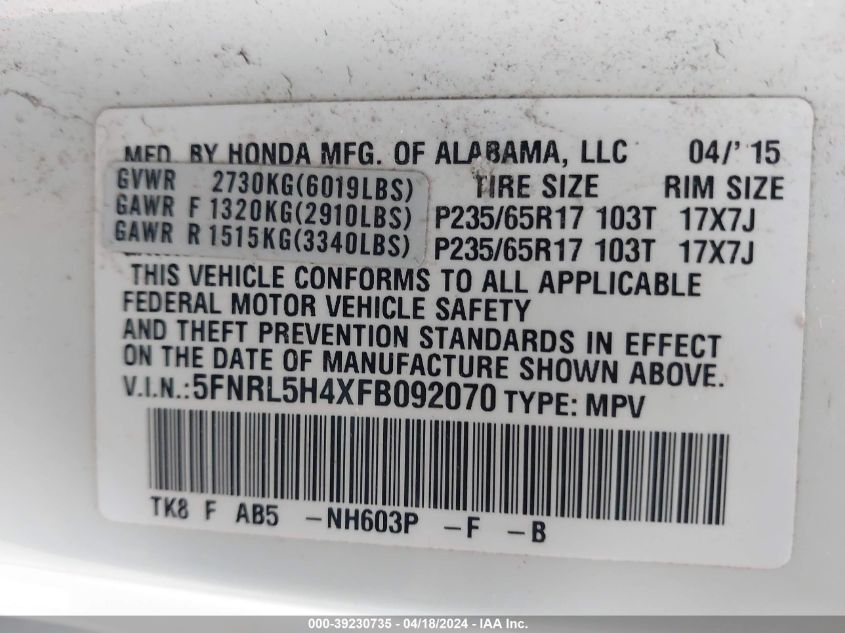 MFD. BY HONDA MFG. OF ALABAMA, LLC 04/' 15
GVWR 2730KG(6019LBS) TIRE SIZE RIM SIZE
GAWR F 1320KG(2910LBS) P235/65R17 103T 17X7J
GAWR R 1515KG(3340LBS) P235/65R17 103T 17X7J
THIS VEHICLE CONFORMS TO ALL APPLICABLE
FEDERAL MOTOR VEHICLE SAFETY
AND THEFT PREVENTION STANDARDS IN EFFECT
ON THE DATE OF MANUFACTURE SHOWN ABOVE.
V.I.N.:5FNRL5H4XFB092070 TYPE: MPV
TK8 F AB5 -NH603P -F -B
000-39230735 - 04/18/2024 - IAA Inc.